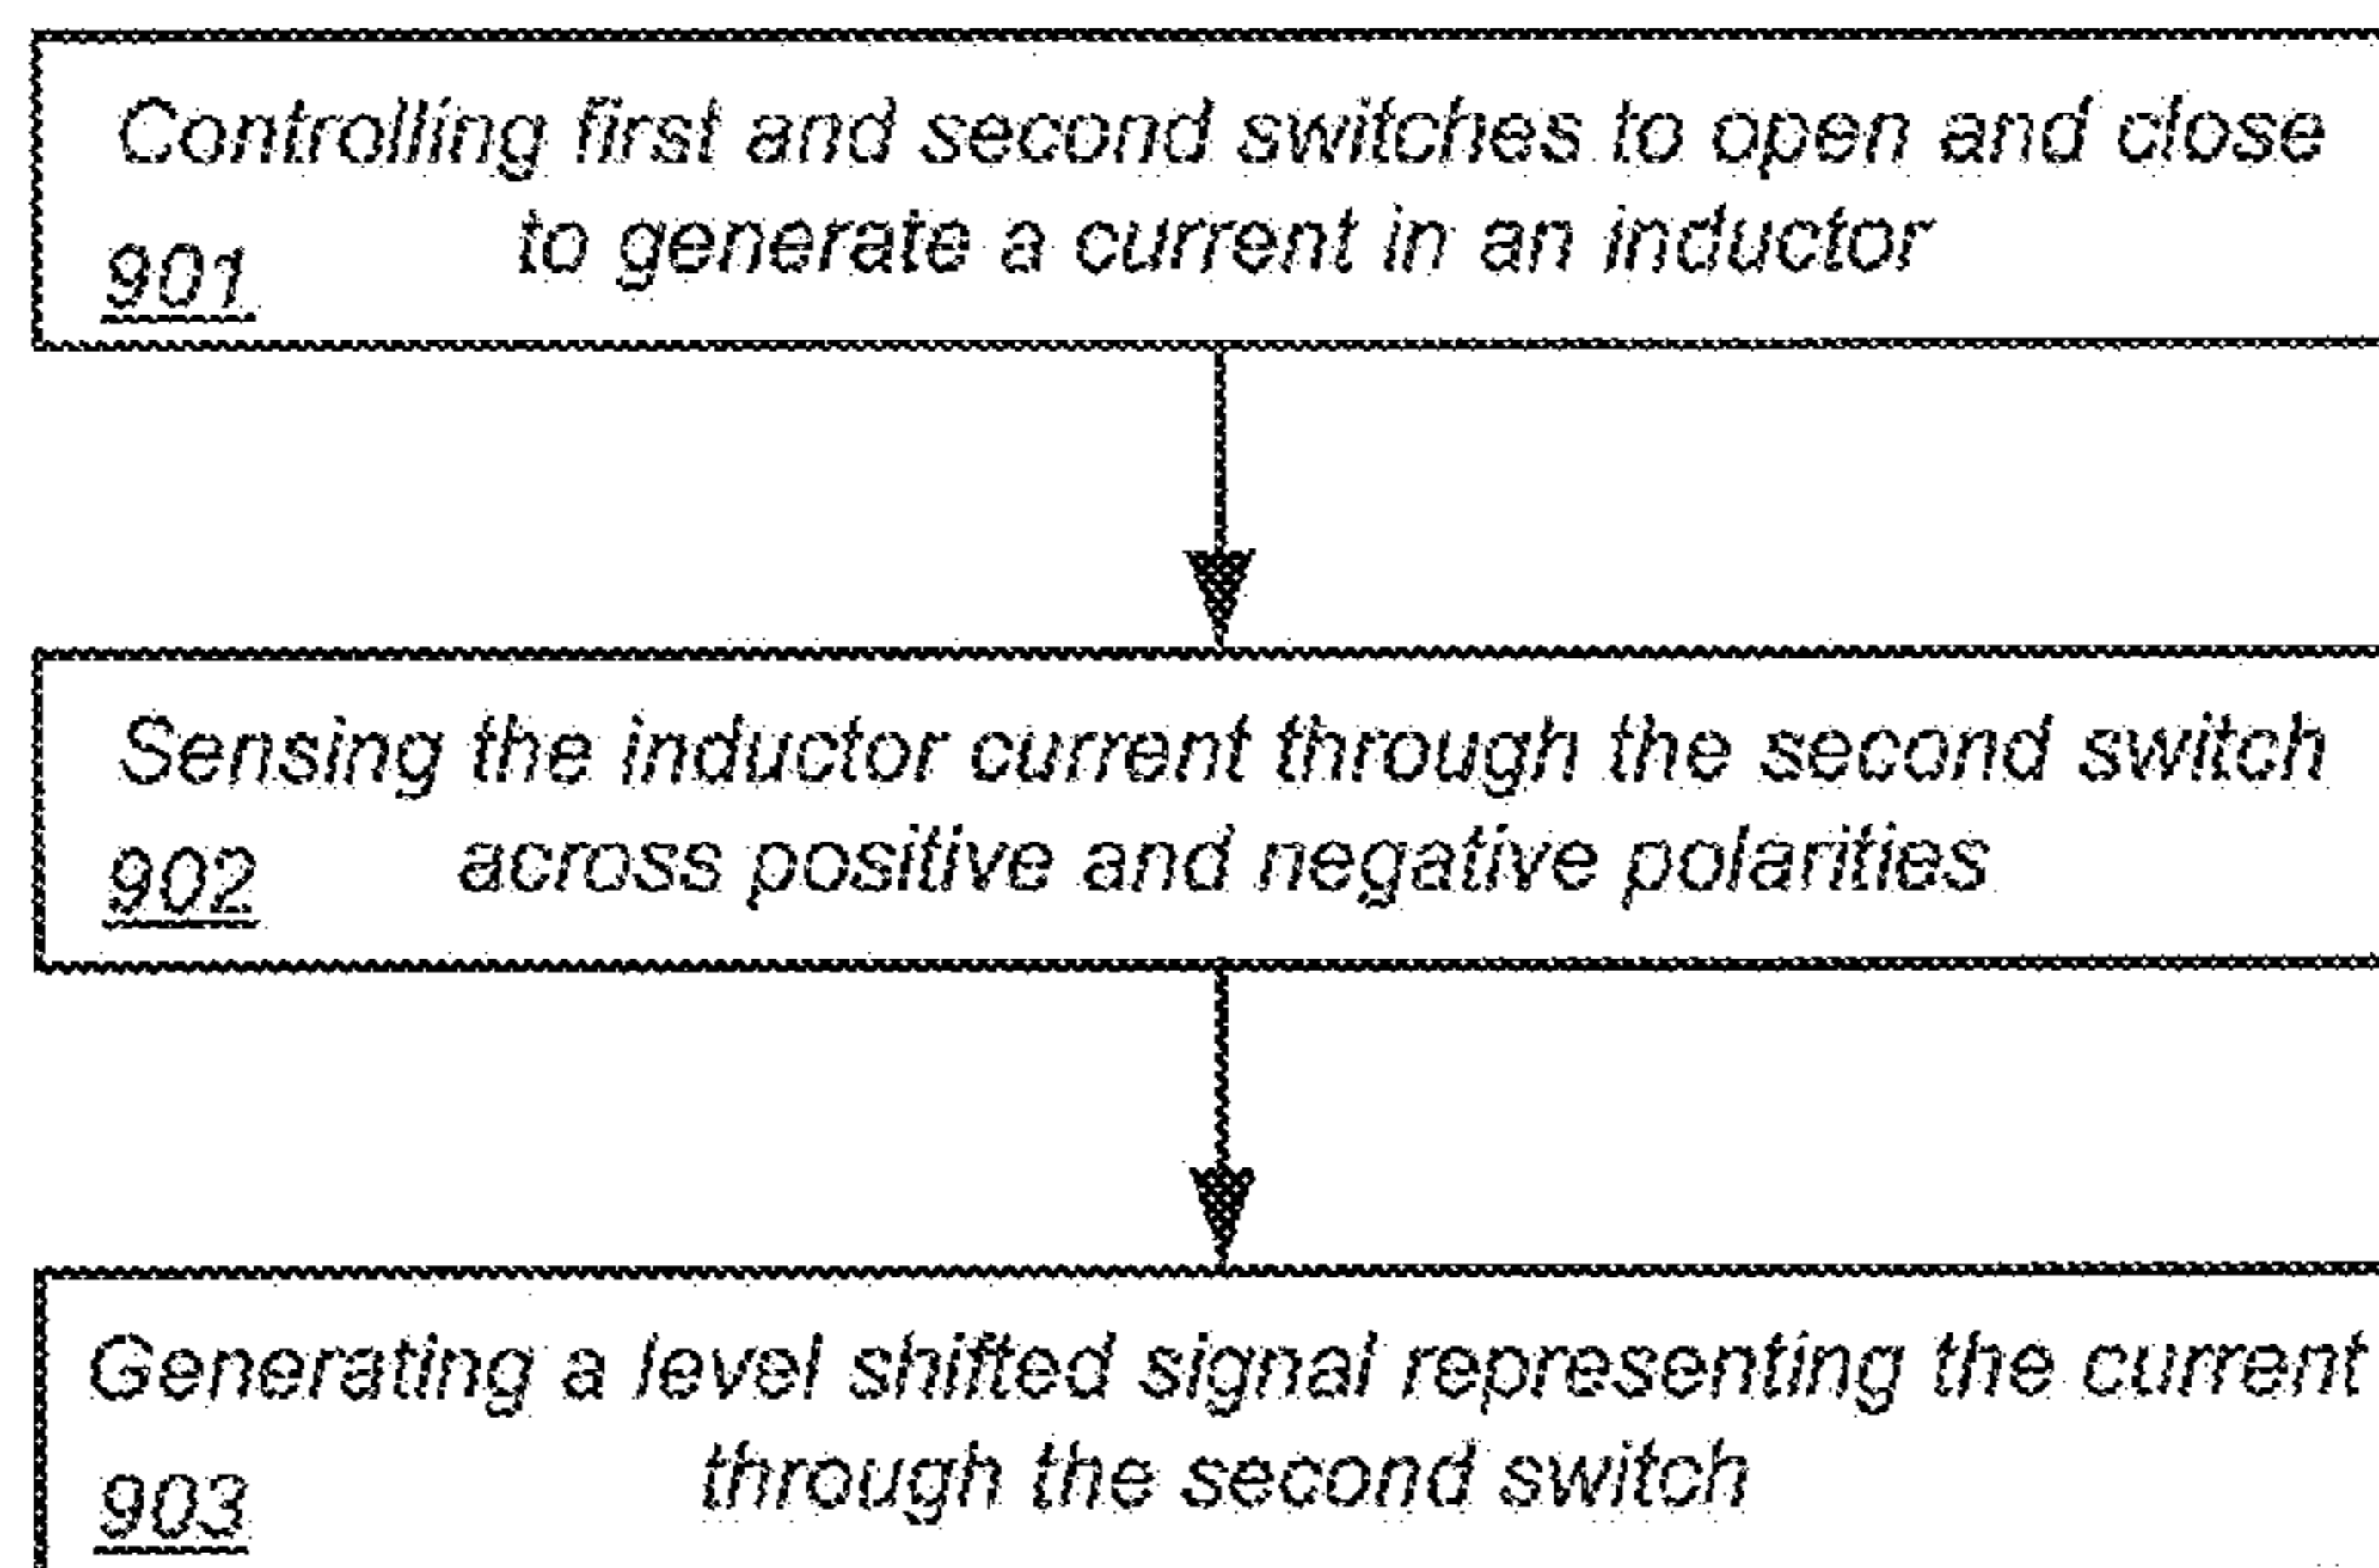 Controlling first and second switches to open and close
to generate a current in an inductor
901
Sensing the inductor current through the second switch
across positive and negative polarities
902
Generating a level shifted signal representing the current
through the second switch
903